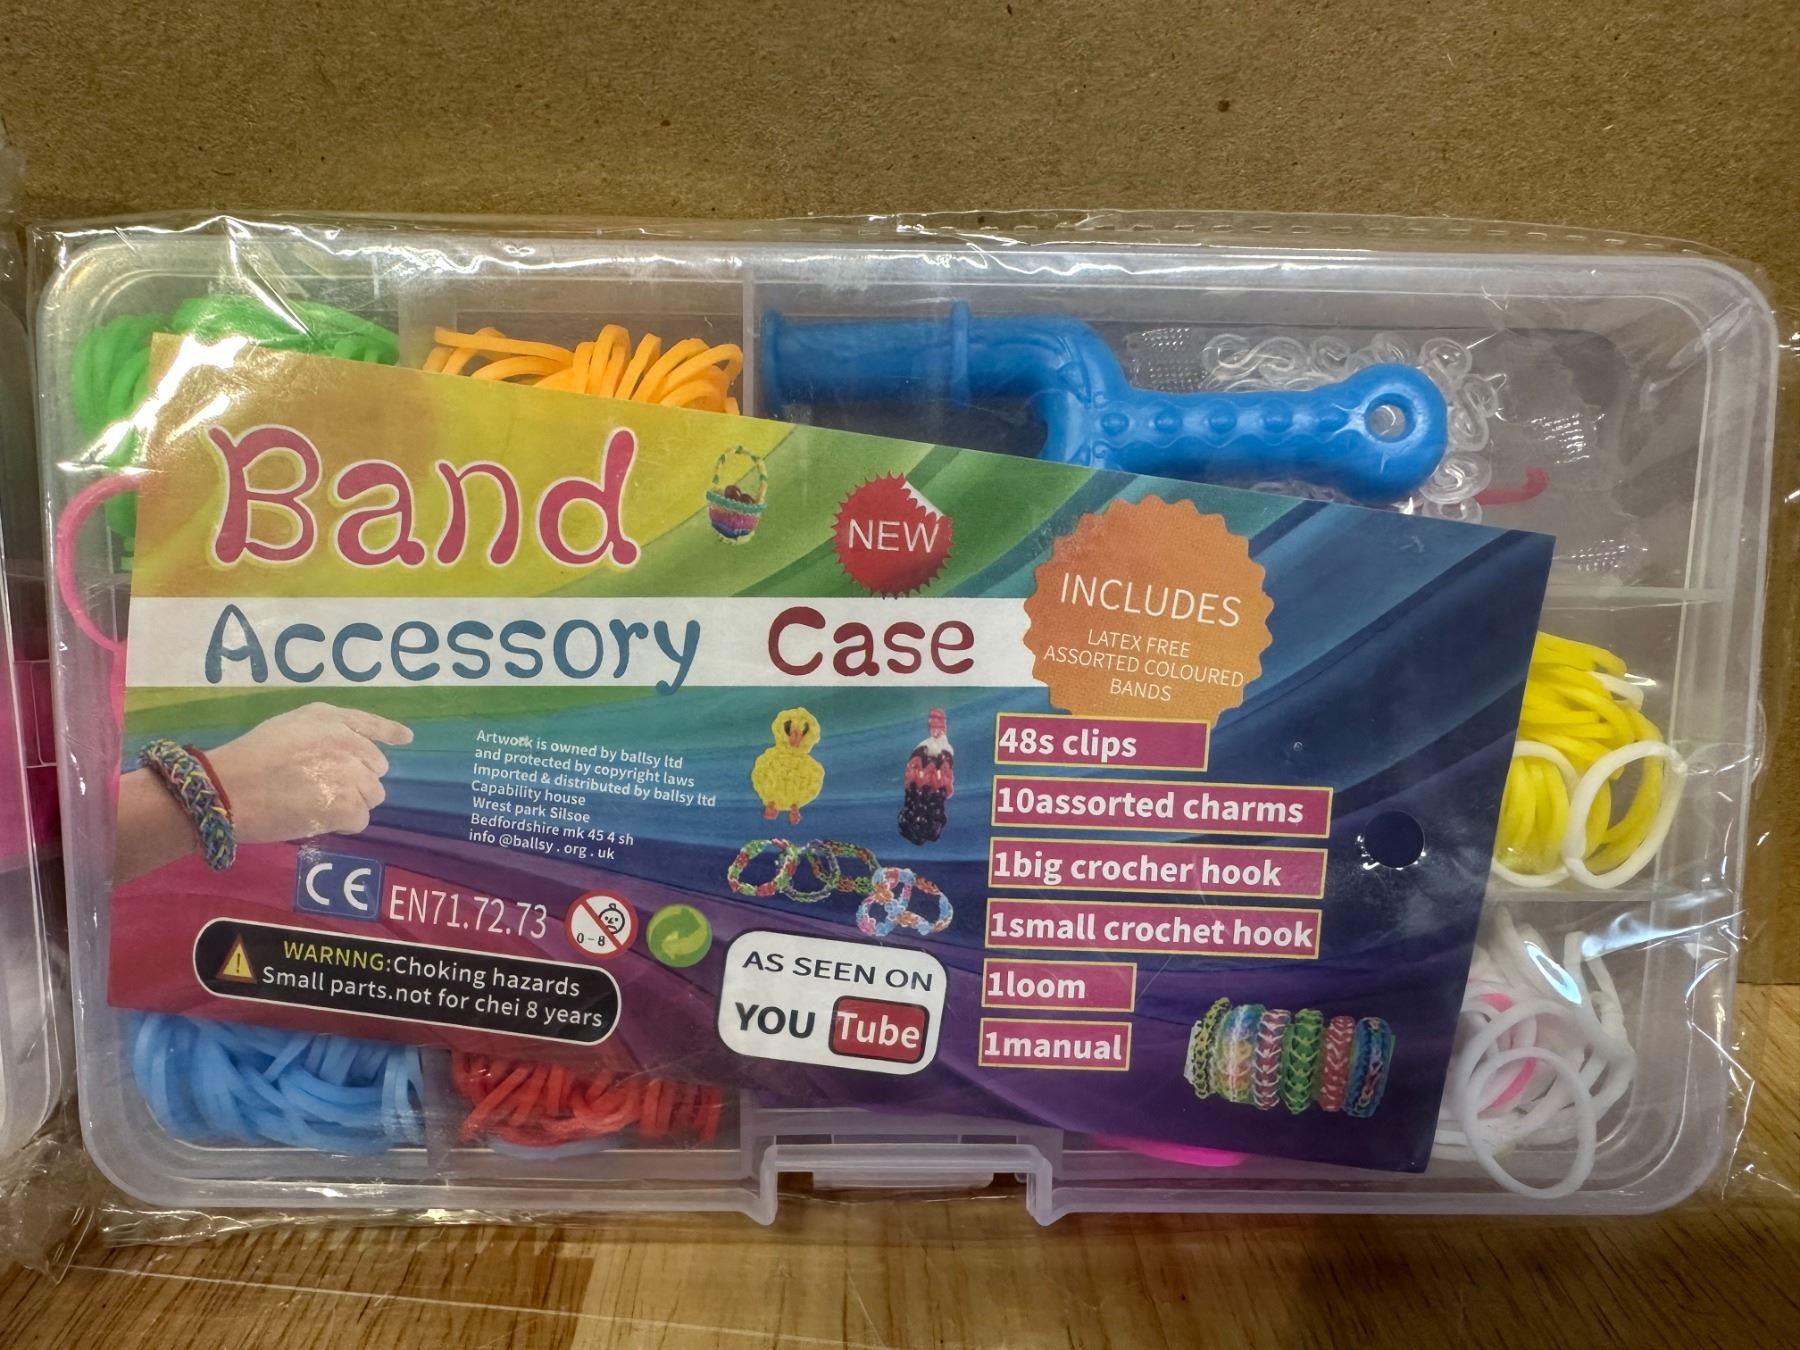 Band
Accessory Case
NEW
INCLUDES
LATEX FREE
ASSORTED COLOURED
BANDS
48s clips
10assorted charms
1big crocher hook
1small crochet hook
1loom
1manual
Artwork is owned by ballsy ltd
and protected by copyright laws
Imported & distributed by ballsy ltd
Capability house
Wrest park Silsoe
Bedfordshire mk 45 4 sh
info @ballsy . org . uk
CE EN71.72.73
0-8
WARNNG:Choking hazards
Small parts.not for chei 8 years
AS SEEN ON
YOU Tube